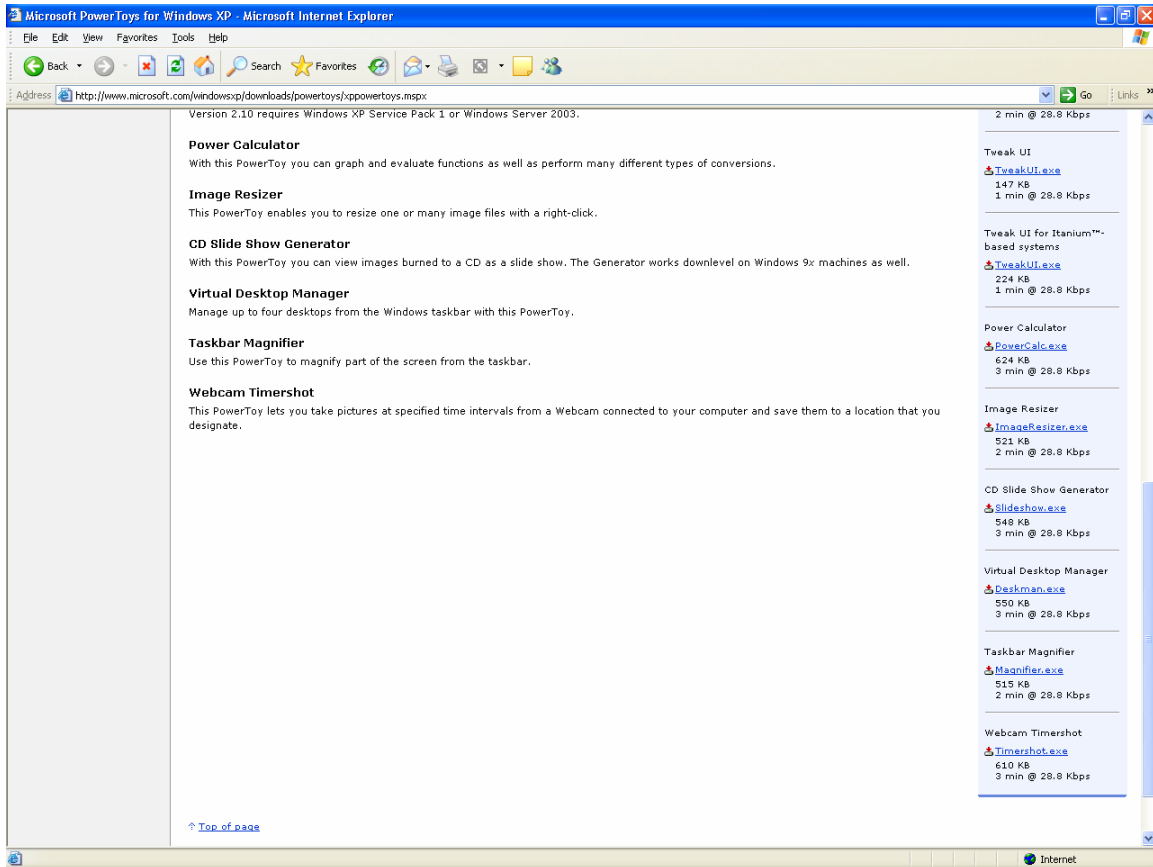 Microsoft PowerToys for Windows XP - Microsoft Internet Explorer
File Edit View Favorites Tools Help
Back Search Favorites
Address http://www.microsoft.com/windowsxp/downloads/powertoys/xppowertoys.mspx Go Links »
Version 2.10 requires Windows XP Service Pack 1 or Windows Server 2003.
Power Calculator
With this PowerToy you can graph and evaluate functions as well as perform many different types of conversions.
Image Resizer
This PowerToy enables you to resize one or many image files with a right-click.
CD Slide Show Generator
With this PowerToy you can view images burned to a CD as a slide show. The Generator works downlevel on Windows 9x machines as well.
Virtual Desktop Manager
Manage up to four desktops from the Windows taskbar with this PowerToy.
Taskbar Magnifier
Use this PowerToy to magnify part of the screen from the taskbar.
Webcam Timershot
This PowerToy lets you take pictures at specified time intervals from a Webcam connected to your computer and save them to a location that you
designate.
2 min @ 28.8 Kbps
Tweak UI
TweakUI.exe
147 KB
1 min @ 28.8 Kbps
Tweak UI for Itanium™-
based systems
TweakUI.exe
224 KB
1 min @ 28.8 Kbps
Power Calculator
PowerCalc.exe
624 KB
3 min @ 28.8 Kbps
Image Resizer
ImageResizer.exe
521 KB
2 min @ 28.8 Kbps
CD Slide Show Generator
Slideshow.exe
548 KB
3 min @ 28.8 Kbps
Virtual Desktop Manager
Deskman.exe
550 KB
3 min @ 28.8 Kbps
Taskbar Magnifier
Magnifier.exe
515 KB
2 min @ 28.8 Kbps
Webcam Timershot
Timershot.exe
610 KB
3 min @ 28.8 Kbps
Top of page
Internet